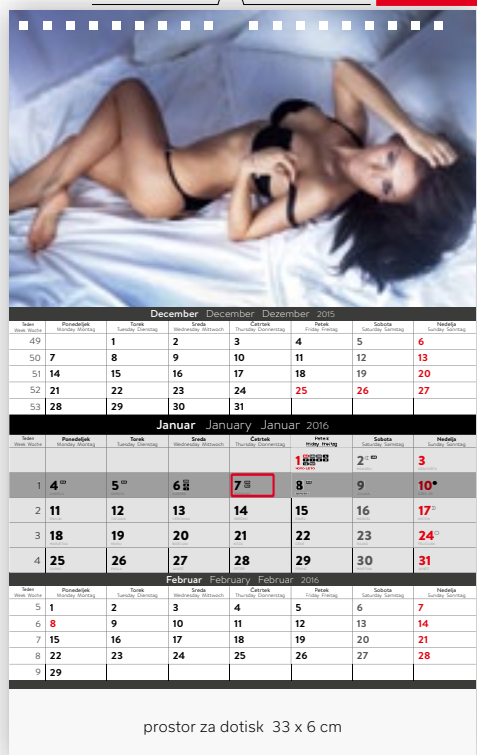 December December Dezember 2015
Teden Week Woche Ponedeljek Monday Montag Torek Tuesday Dienstag Sreda Wednesday Mittwoch Četrtek Thursday Donnerstag Petek Friday Freitag Sobota Saturday Samstag Nedelja Sunday Sonntag
49 1 2 3 4 5 6
50 7 8 9 10 11 12 13
51 14 15 16 17 18 19 20
52 21 22 23 24 25 26 27
53 28 29 30 31
Januar January Januar 2016
Teden Week Woche Ponedeljek Monday Montag Torek Tuesday Dienstag Sreda Wednesday Mittwoch Četrtek Thursday Donnerstag Petek Friday Freitag Sobota Saturday Samstag Nedelja Sunday Sonntag
1 2 3
NOVO LETO
1 4 5 6 7 8 9 10
2 11 12 13 14 15 16 17
3 18 19 20 21 22 23 24
4 25 26 27 28 29 30 31
Februar February Februar 2016
Teden Week Woche Ponedeljek Monday Montag Torek Tuesday Dienstag Sreda Wednesday Mittwoch Četrtek Thursday Donnerstag Petek Friday Freitag Sobota Saturday Samstag Nedelja Sunday Sonntag
5 1 2 3 4 5 6 7
6 8 9 10 11 12 13 14
7 15 16 17 18 19 20 21
8 22 23 24 25 26 27 28
9 29
prostor za dotisk 33 x 6 cm